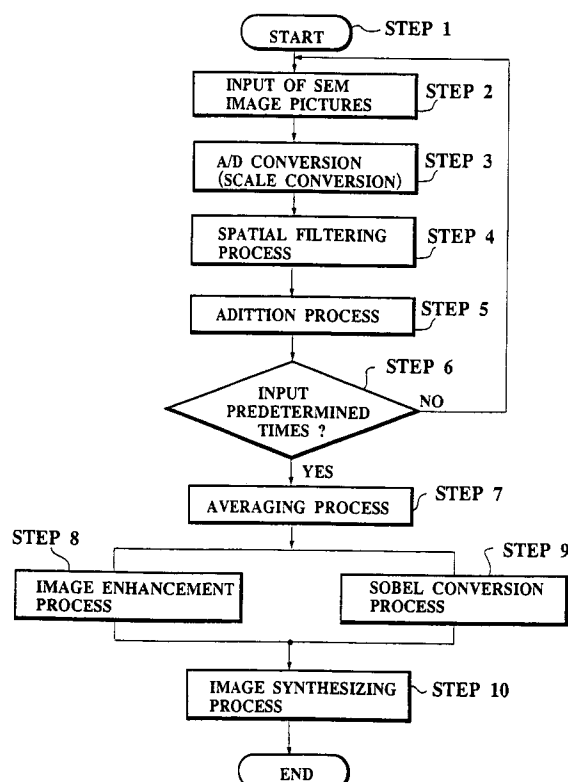 START
STEP 1
INPUT OF SEM
IMAGE PICTURES
STEP 2
A/D CONVERSION
(SCALE CONVERSION)
STEP 3
SPATIAL FILTERING
PROCESS
STEP 4
ADITTION PROCESS
STEP 5
STEP 6
INPUT
PREDETERMINED
TIMES ?
NO
YES
AVERAGING PROCESS
STEP 7
STEP 8
IMAGE ENHANCEMENT
PROCESS
STEP 9
SOBEL CONVERSION
PROCESS
IMAGE SYNTHESIZING
PROCESS
STEP 10
END